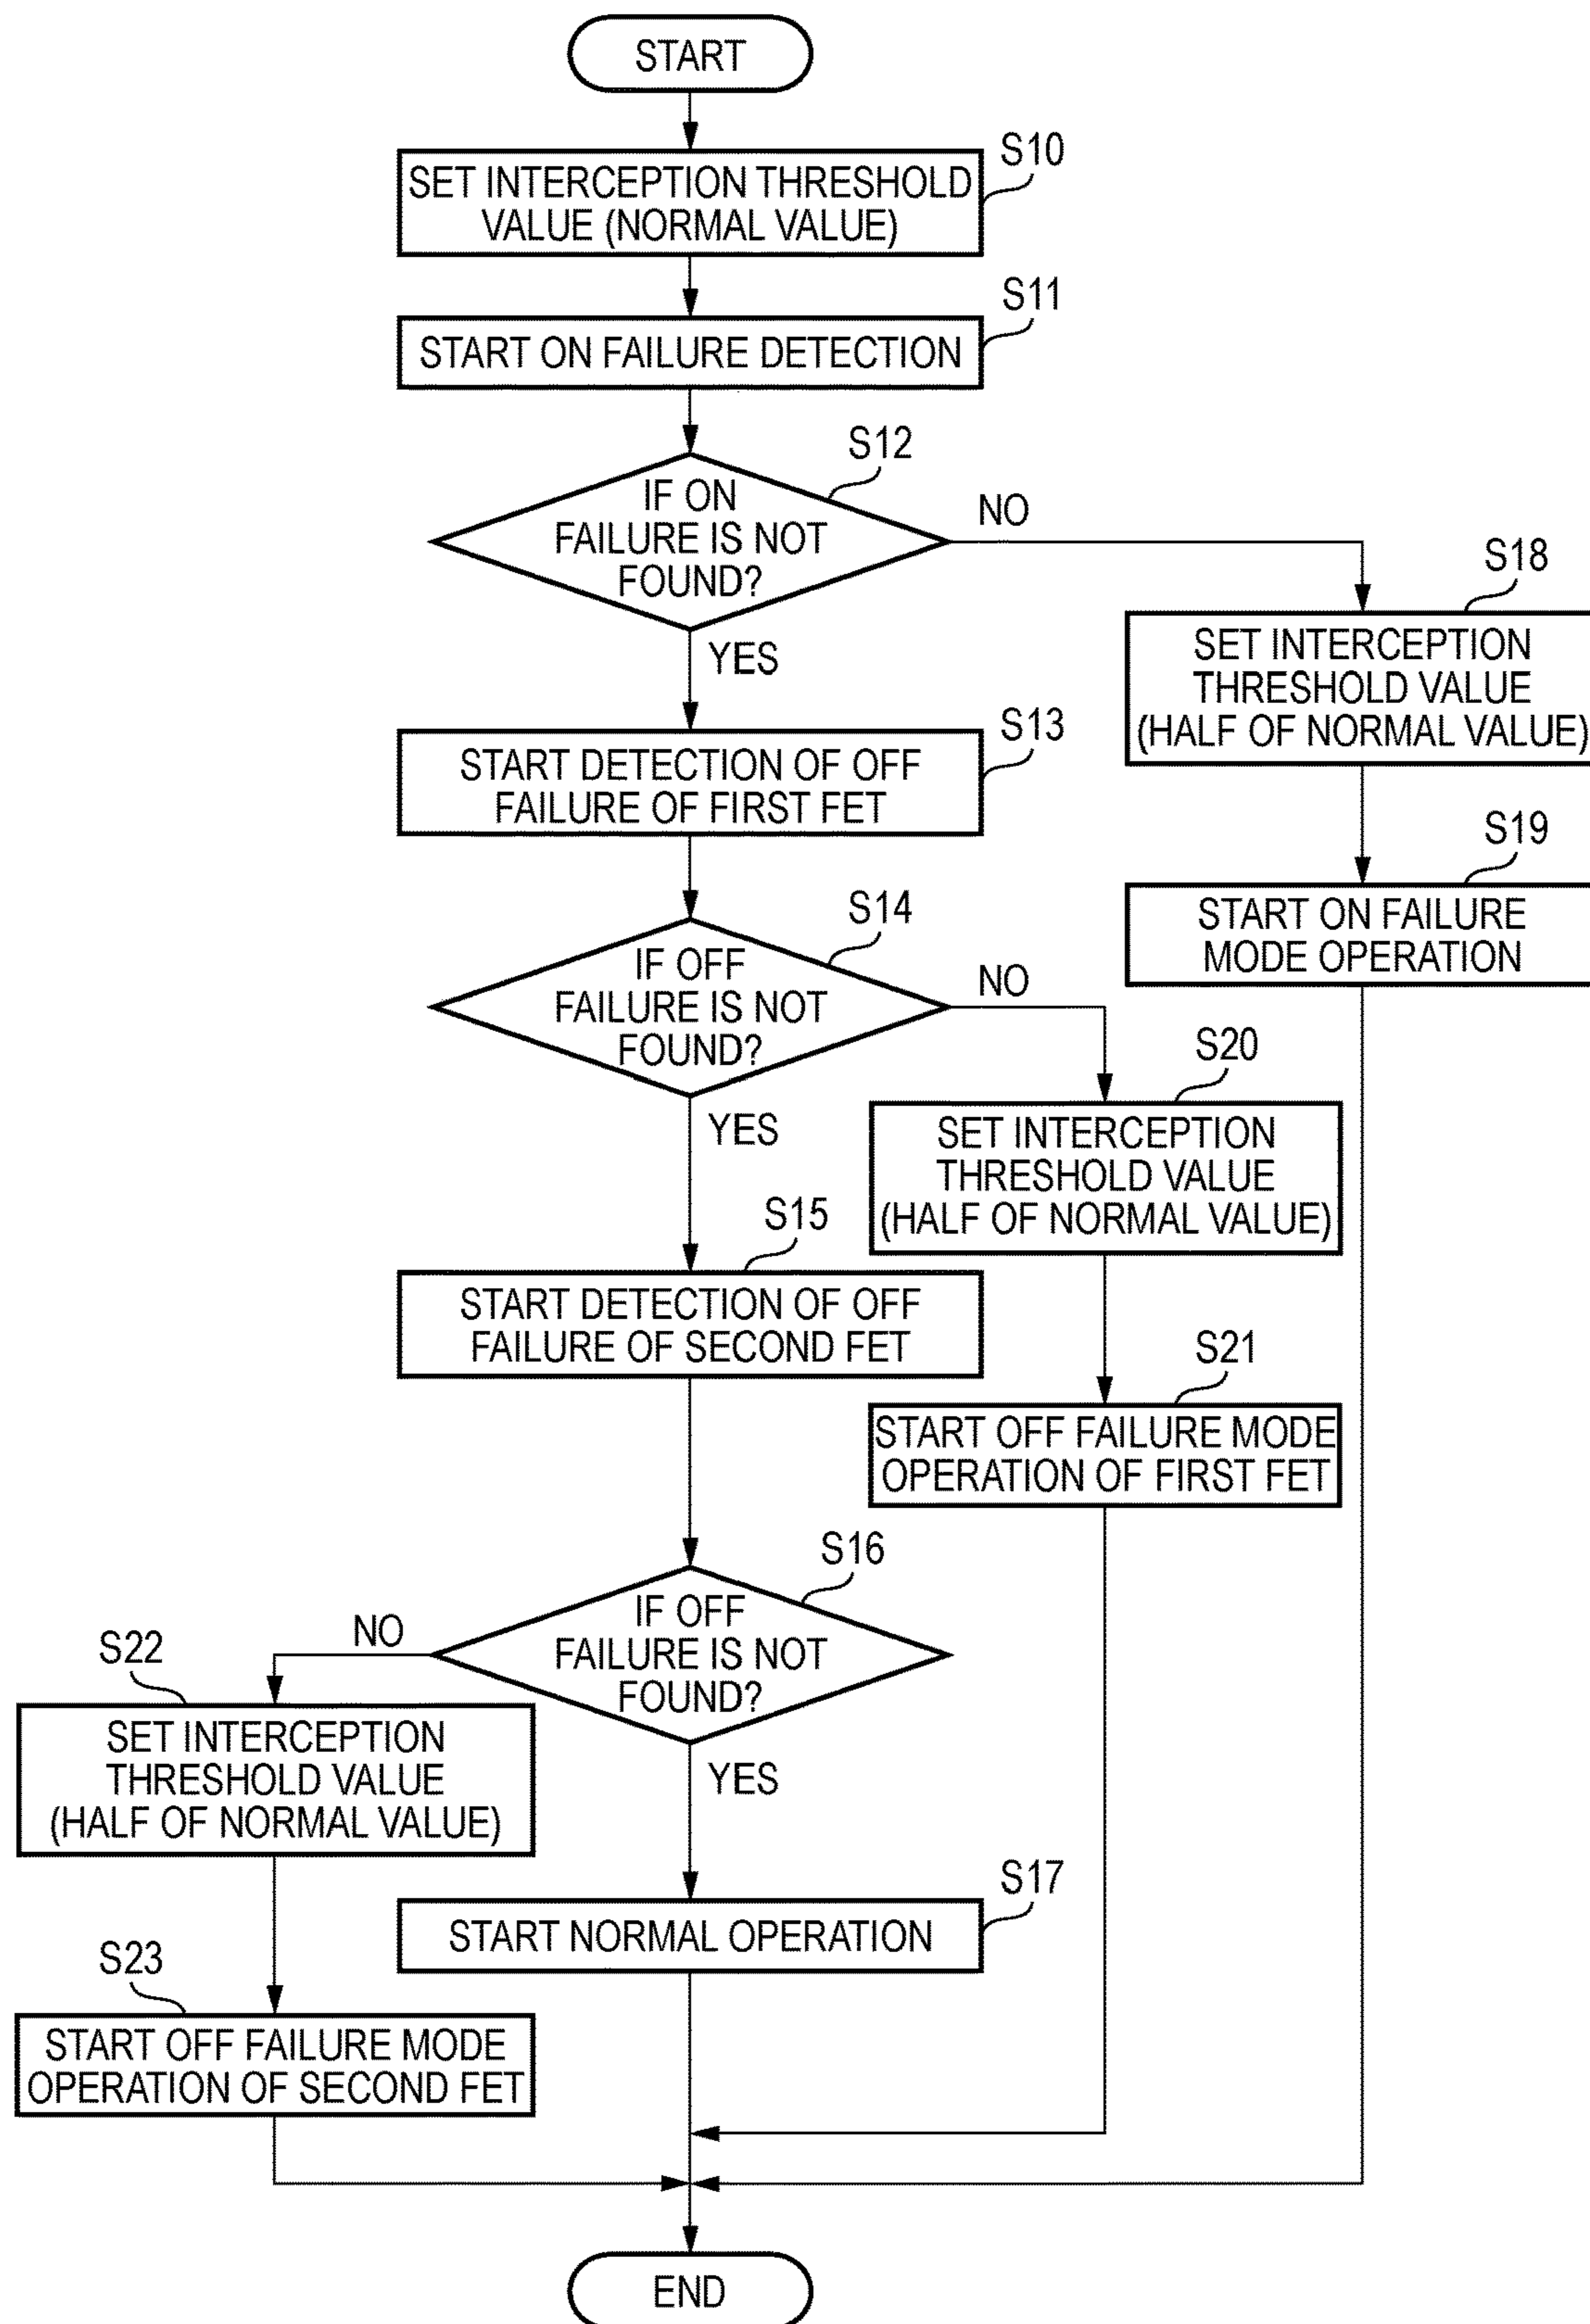 START
S10
SET INTERCEPTION THRESHOLD
VALUE (NORMAL VALUE)
S11
START ON FAILURE DETECTION
S12
IF ON
FAILURE IS NOT
FOUND?
NO
YES
S18
SET INTERCEPTION
THRESHOLD VALUE
(HALF OF NORMAL VALUE)
S13
START DETECTION OF OFF
FAILURE OF FIRST FET
S19
START ON FAILURE
MODE OPERATION
S14
IF OFF
FAILURE IS NOT
FOUND?
NO
YES
S20
SET INTERCEPTION
THRESHOLD VALUE
(HALF OF NORMAL VALUE)
S15
START DETECTION OF OFF
FAILURE OF SECOND FET
S21
START OFF FAILURE MODE
OPERATION OF FIRST FET
S16
IF OFF
FAILURE IS NOT
FOUND?
NO
YES
S22
SET INTERCEPTION
THRESHOLD VALUE
(HALF OF NORMAL VALUE)
S17
START NORMAL OPERATION
S23
START OFF FAILURE MODE
OPERATION OF SECOND FET
END